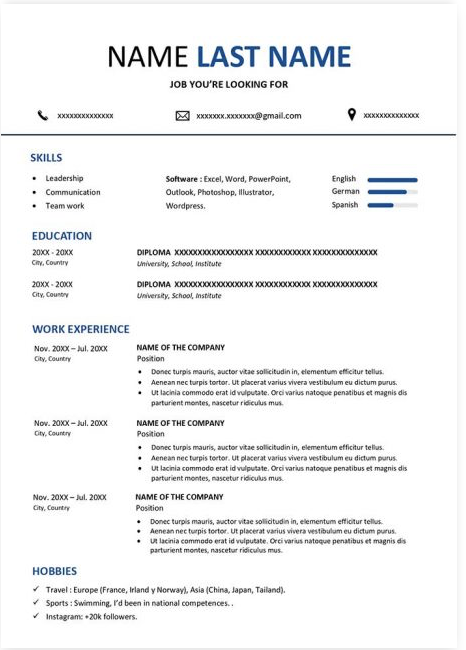 NAME LAST NAME
JOB YOU'RE LOOKING FOR
xxxxxxxxxxxxxx
xxxxxxx.xxxxxxx@gmail.com
xxxxxxxxxxxxxx
SKILLS
• Leadership
• Communication
• Team work
Software : Excel, Word, PowerPoint,
Outlook, Photoshop, Illustrator,
Wordpress.
English
German
Spanish
EDUCATION
20XX - 20XX
City, Country
DIPLOMA XXXXXXXXXXXXXXXXX XXXXXXXXXXXX XXXXXXXXXXXXXX
University, School, Institute
20XX - 20XX
City, Country
DIPLOMA XXXXXXXXXXXXXXXXX XXXXXXXXXXXX XXXXXXXXXXXXXX
University, School, Institute
WORK EXPERIENCE
Nov. 20XX – Jul. 20XX
City, Country
NAME OF THE COMPANY
Position
• Donec turpis mauris, auctor vitae sollicitudin in, elementum efficitur tellus.
• Aenean nec turpis tortor. Ut placerat varius viverra vestibulum eu dictum purus.
• Ut lacinia commodo erat id vulputate. Orci varius natoque penatibus et magnis dis
parturient montes, nascetur ridiculus mus.
Nov. 20XX – Jul. 20XX
City, Country
NAME OF THE COMPANY
Position
• Donec turpis mauris, auctor vitae sollicitudin in, elementum efficitur tellus.
• Aenean nec turpis tortor. Ut placerat varius viverra vestibulum eu dictum purus.
• Ut lacinia commodo erat id vulputate. Orci varius natoque penatibus et magnis dis
parturient montes, nascetur ridiculus mus.
Nov. 20XX – Jul. 20XX
City, Country
NAME OF THE COMPANY
Position
• Donec turpis mauris, auctor vitae sollicitudin in, elementum efficitur tellus.
• Aenean nec turpis tortor. Ut placerat varius viverra vestibulum eu dictum purus.
• Ut lacinia commodo erat id vulputate. Orci varius natoque penatibus et magnis dis
parturient montes, nascetur ridiculus mus.
HOBBIES
✓ Travel : Europe (France, Irland y Norway), Asia (China, Japan, Tailand).
✓ Sports : Swimming, I'd been in national competences. .
✓ Instagram: +20k followers.